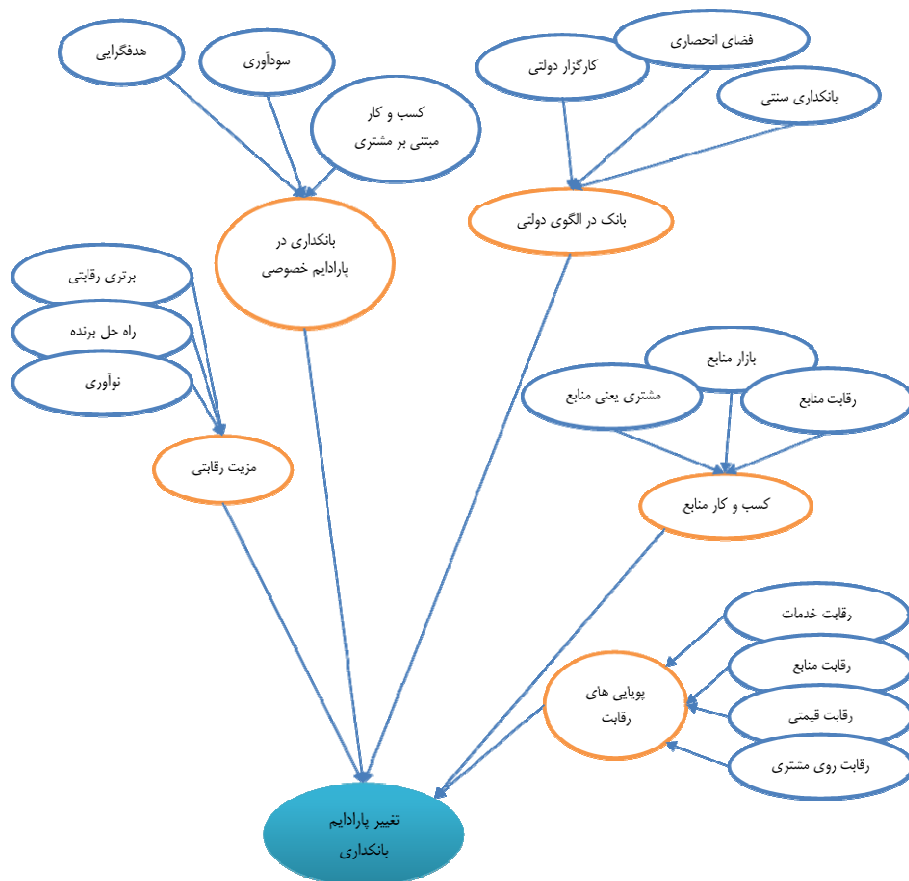 هدفگرایی
سودآوری
کسب و کار
مبتنی بر مشتری
بانکداری در
پارادایم خصوصی
فضای انحصاری
کارگزار دولتی
بانکداری سنتی
بانک در الگوی دولتی
برتری رقابتی
راه حل برنده
نوآوری
مزیت رقابتی
بازار منابع
مشتری یعنی منابع
رقابت منابع
کسب و کار منابع
رقابت خدمات
رقابت منابع
رقابت قیمتی
رقابت روی مشتری
پویایی های
رقابت
تغییر پارادایم
بانکداری